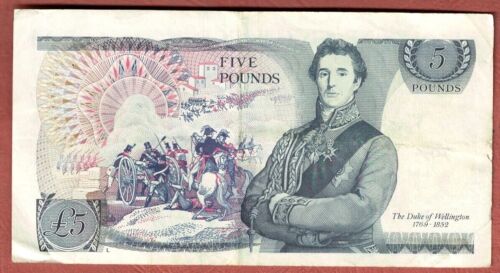 FIVE
POUNDS
5
POUNDS
£5
L
The Duke of Wellington
1769-1852